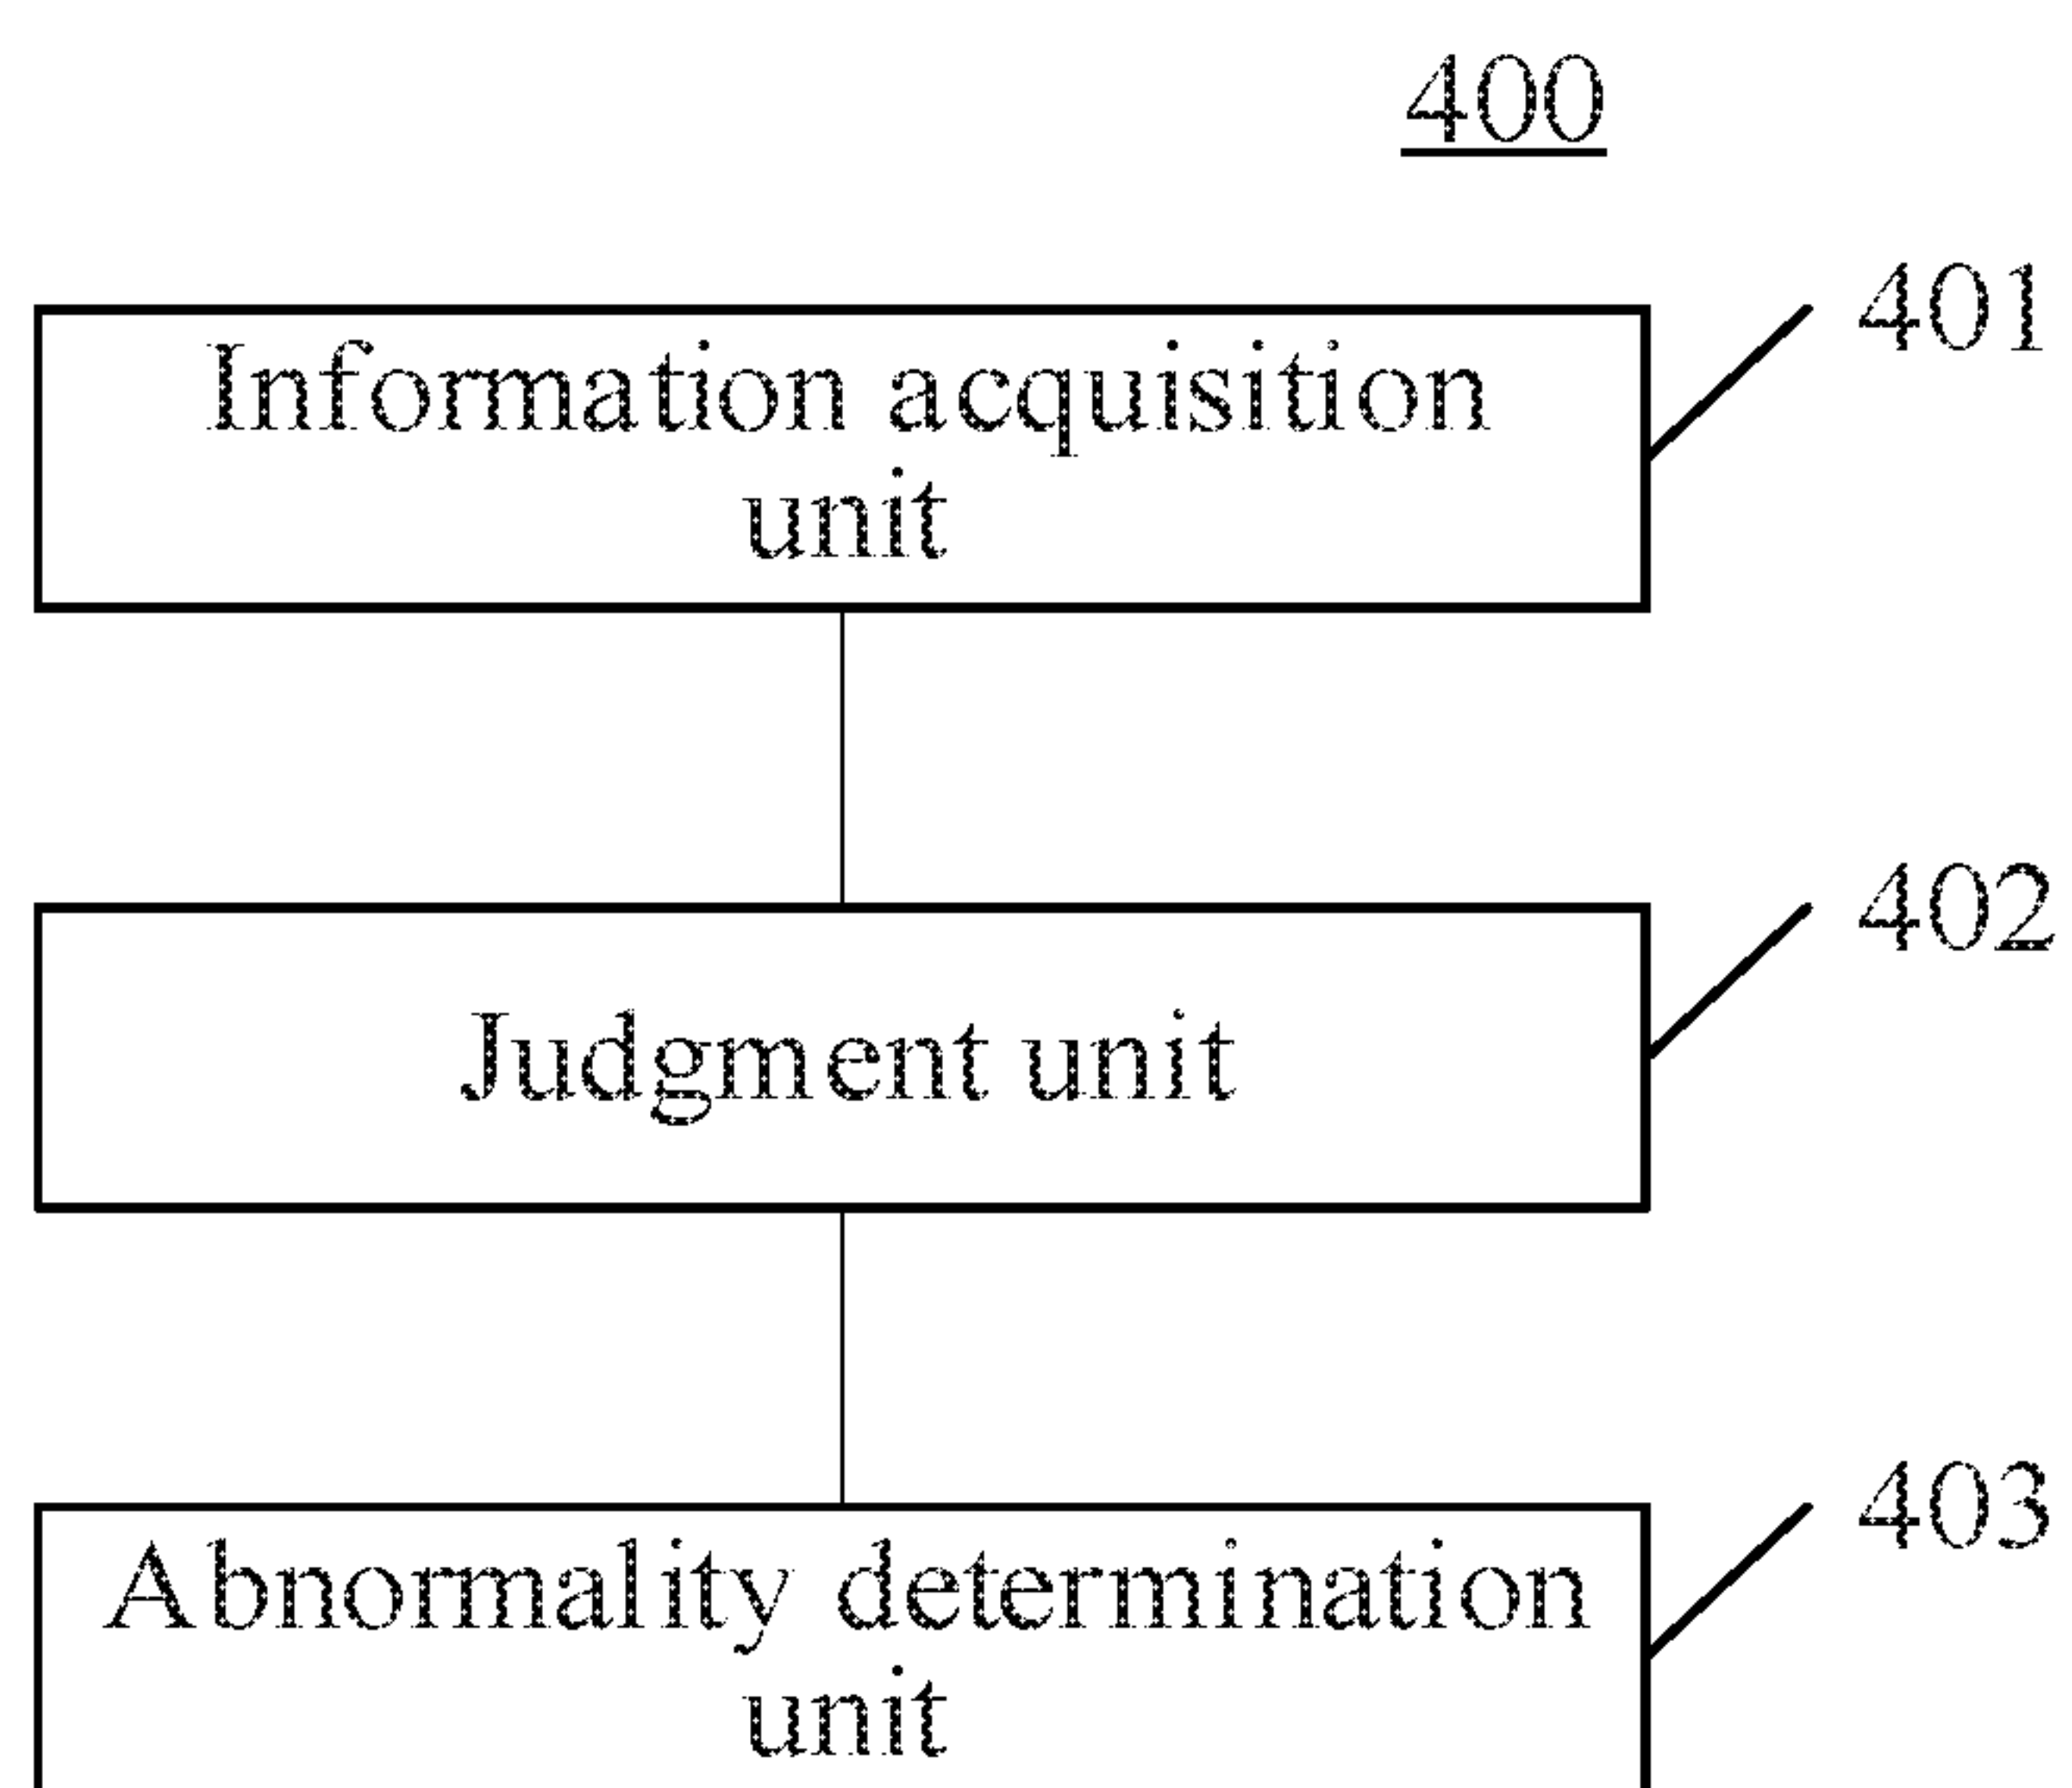 400
401
Information acquisition
unit
402
Judgment unit
403
Abnormality determination
unit